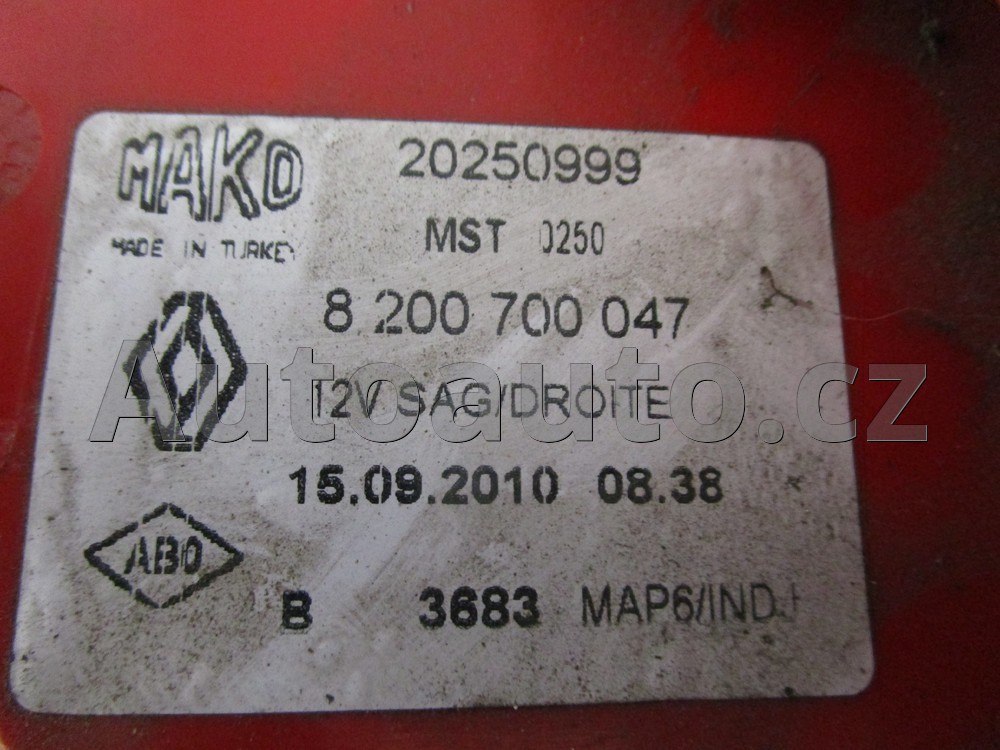 MAKO 20250999
MADE IN TURKEY MST 0250
8 200 700 047
12V SAG/DROITE
Autoauto.cz
15.09.2010 08.38
ABO
B 3683 MAP6/IND.